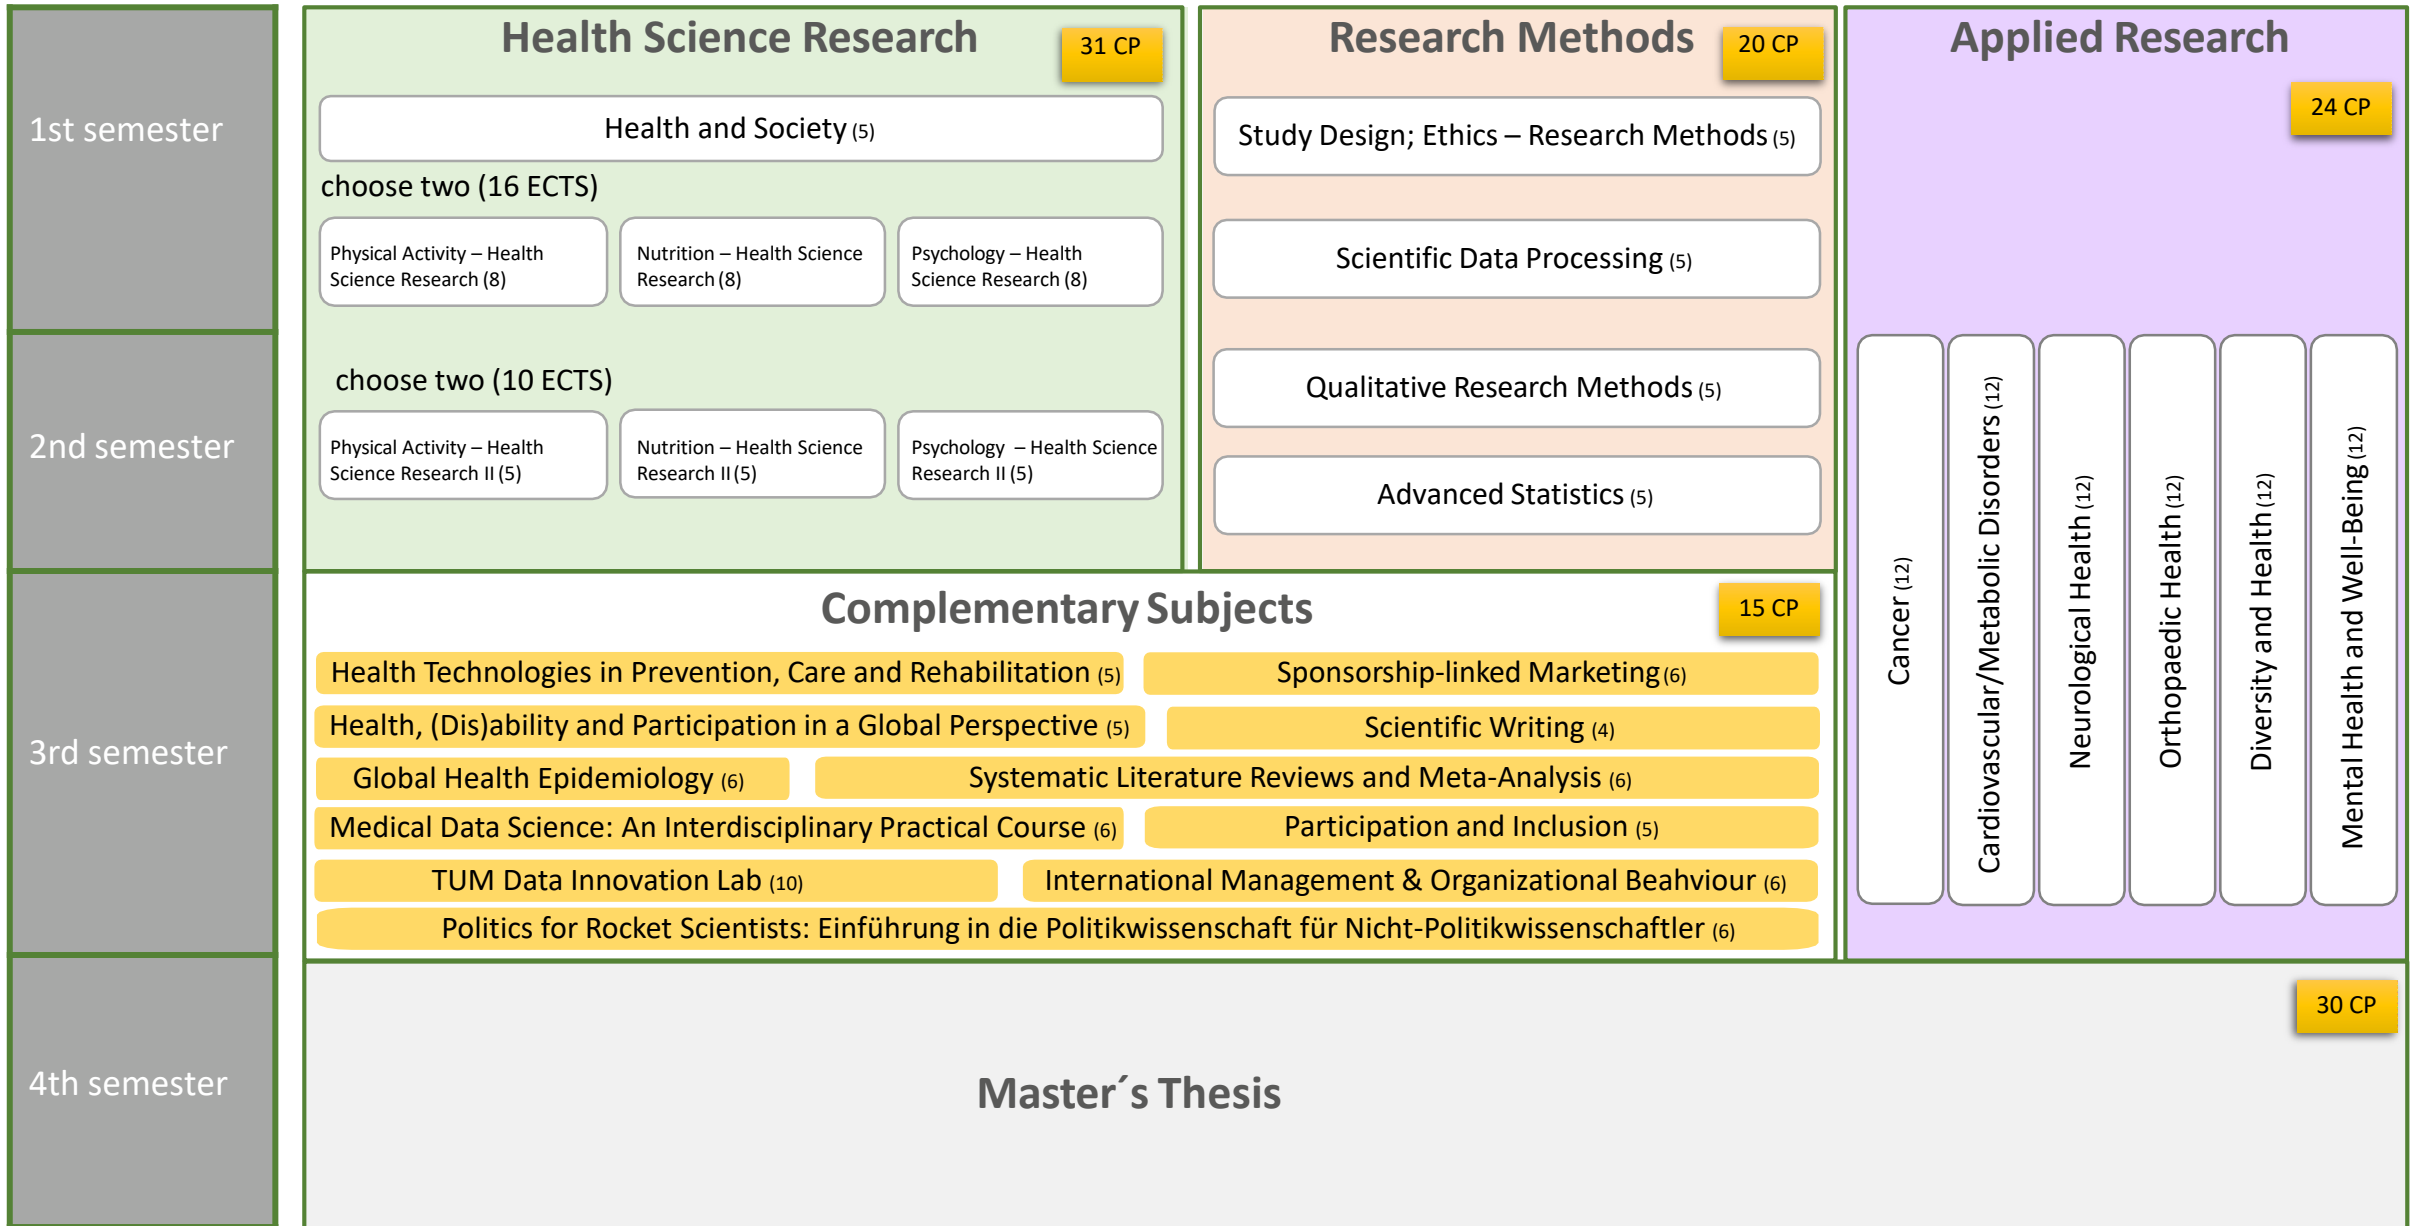 Health Science Research
31 CP
Research Methods
20 CP
Applied Research
24 CP
1st semester
Health and Society (5)
choose two (16 ECTS)
Physical Activity – Health
Science Research (8)
Nutrition – Health Science
Research (8)
Psychology – Health
Science Research (8)
Study Design; Ethics – Research Methods (5)
Scientific Data Processing (5)
2nd semester
choose two (10 ECTS)
Physical Activity – Health
Science Research II (5)
Nutrition – Health Science
Research II (5)
Psychology – Health Science
Research II (5)
Qualitative Research Methods (5)
Advanced Statistics (5)
Cancer (12)
Cardiovascular/Metabolic Disorders (12)
Neurological Health (12)
Orthopaedic Health (12)
Diversity and Health (12)
Mental Health and Well-Being (12)
3rd semester
Complementary Subjects
15 CP
Health Technologies in Prevention, Care and Rehabilitation (5)
Sponsorship-linked Marketing (6)
Health, (Dis)ability and Participation in a Global Perspective (5)
Scientific Writing (4)
Global Health Epidemiology (6)
Systematic Literature Reviews and Meta-Analysis (6)
Medical Data Science: An Interdisciplinary Practical Course (6)
Participation and Inclusion (5)
TUM Data Innovation Lab (10)
International Management & Organizational Beahviour (6)
Politics for Rocket Scientists: Einführung in die Politikwissenschaft für Nicht-Politikwissenschaftler (6)
4th semester
30 CP
Master´s Thesis